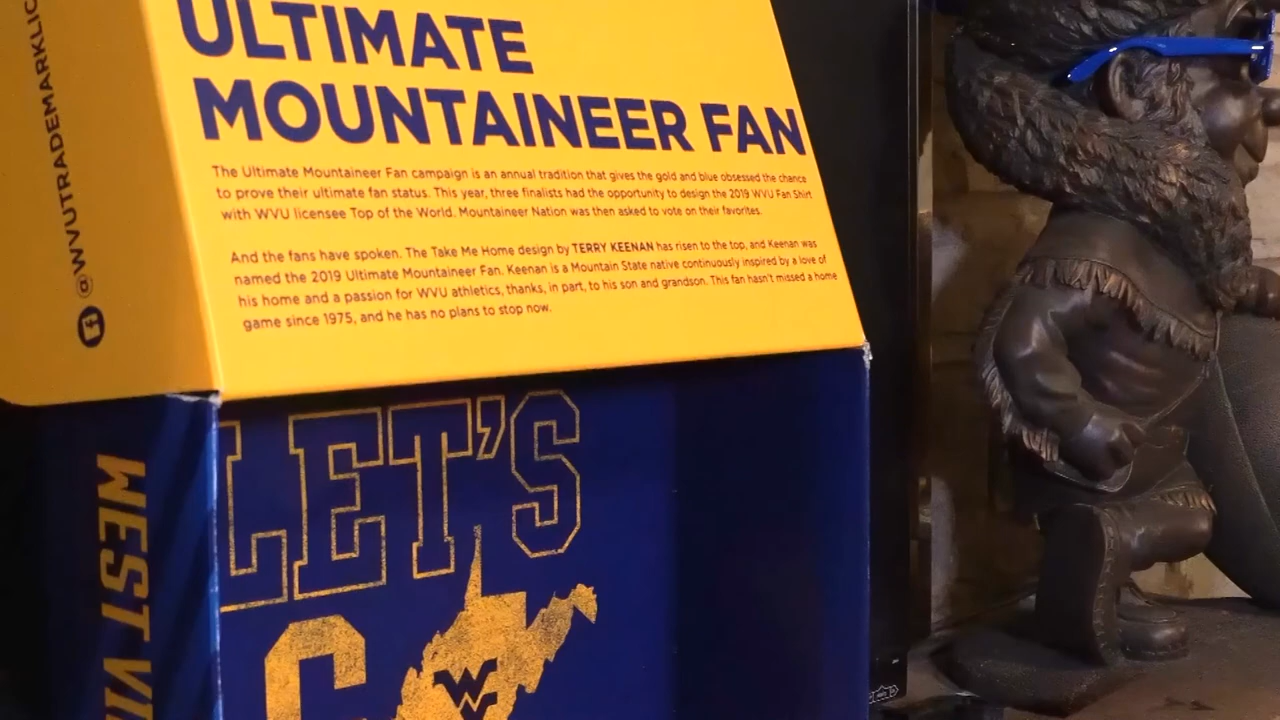 ULTIMATE
MOUNTAINEER FAN
The Ultimate Mountaineer Fan campaign is an annual tradition that gives the gold and blue obsessed the chance
to prove their ultimate fan status. This year, three finalists had the opportunity to design the 2019 WVU Fan Shirt
with WVU licensee Top of the World. Mountaineer Nation was then asked to vote on their favorites.
And the fans have spoken. The Take Me Home design by TERRY KEENAN has risen to the top, and Keenan was
named the 2019 Ultimate Mountaineer Fan. Keenan is a Mountain State native continuously inspired by a love of
his home and a passion for WVU athletics, thanks, in part, to his son and grandson. This fan hasn't missed a home
game since 1975, and he has no plans to stop now.
@WVUTRADEMARKLIC
LET'S
G
WV
WEST VI